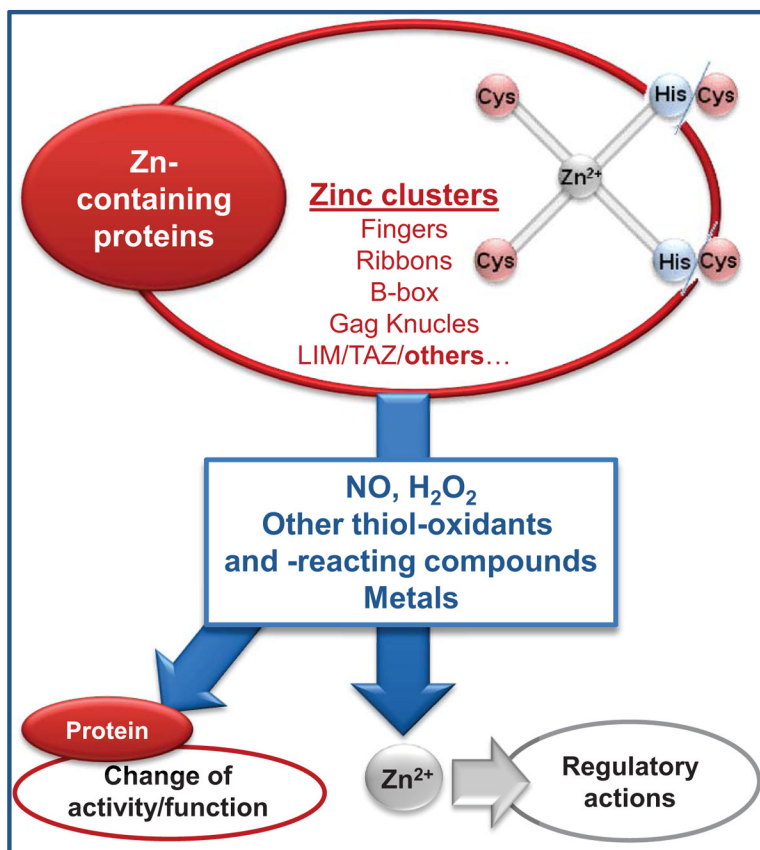 Zn-
containing
proteins
Cys
His
Cys
Zn²⁺
Cys
His
Cys
Zinc clusters
Fingers
Ribbons
B-box
Gag Knucles
LIM/TAZ/others...
NO, H₂O₂
Other thiol-oxidants
and -reacting compounds
Metals
Protein
Change of
activity/function
Zn²⁺
Regulatory
actions